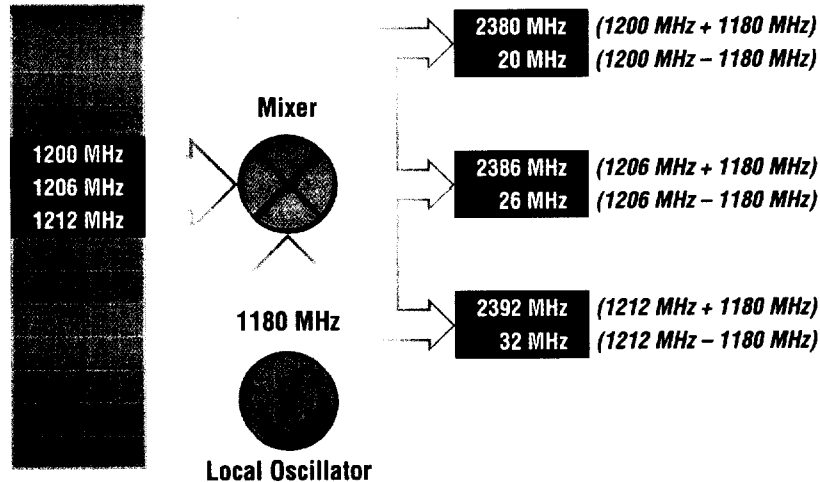 2380 MHz (1200 MHz + 1180 MHz)
20 MHz (1200 MHz – 1180 MHz)
Mixer
1200 MHz
1206 MHz
1212 MHz
2386 MHz (1206 MHz + 1180 MHz)
26 MHz (1206 MHz – 1180 MHz)
1180 MHz
2392 MHz (1212 MHz + 1180 MHz)
32 MHz (1212 MHz – 1180 MHz)
Local Oscillator